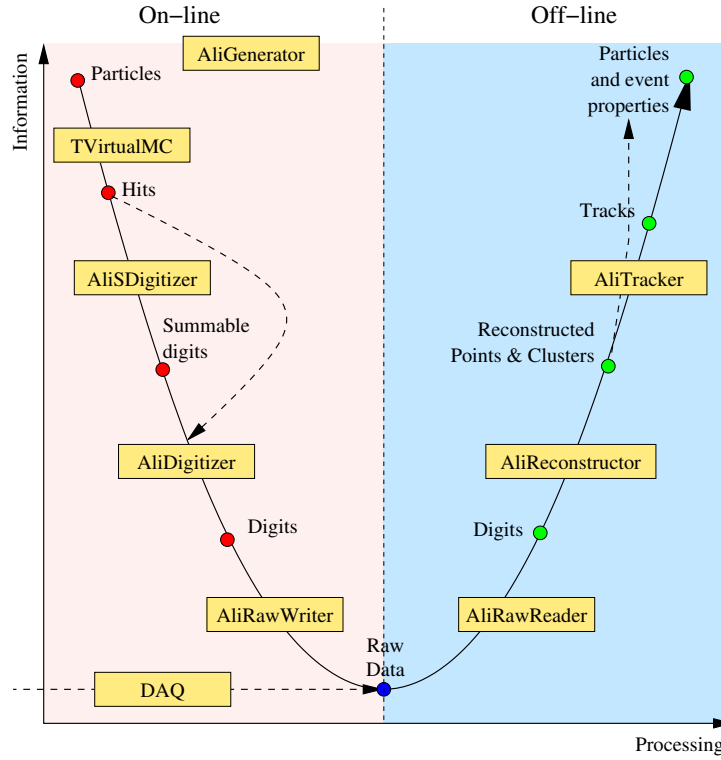 On-line
Off-line
Information
AliGenerator
Particles
Particles
and event
properties
TVirtualMC
Hits
Tracks
AliSDigitizer
AliTracker
Summable
digits
Reconstructed
Points & Clusters
AliDigitizer
AliReconstructor
Digits
Digits
AliRawWriter
AliRawReader
Raw
Data
DAQ
Processing